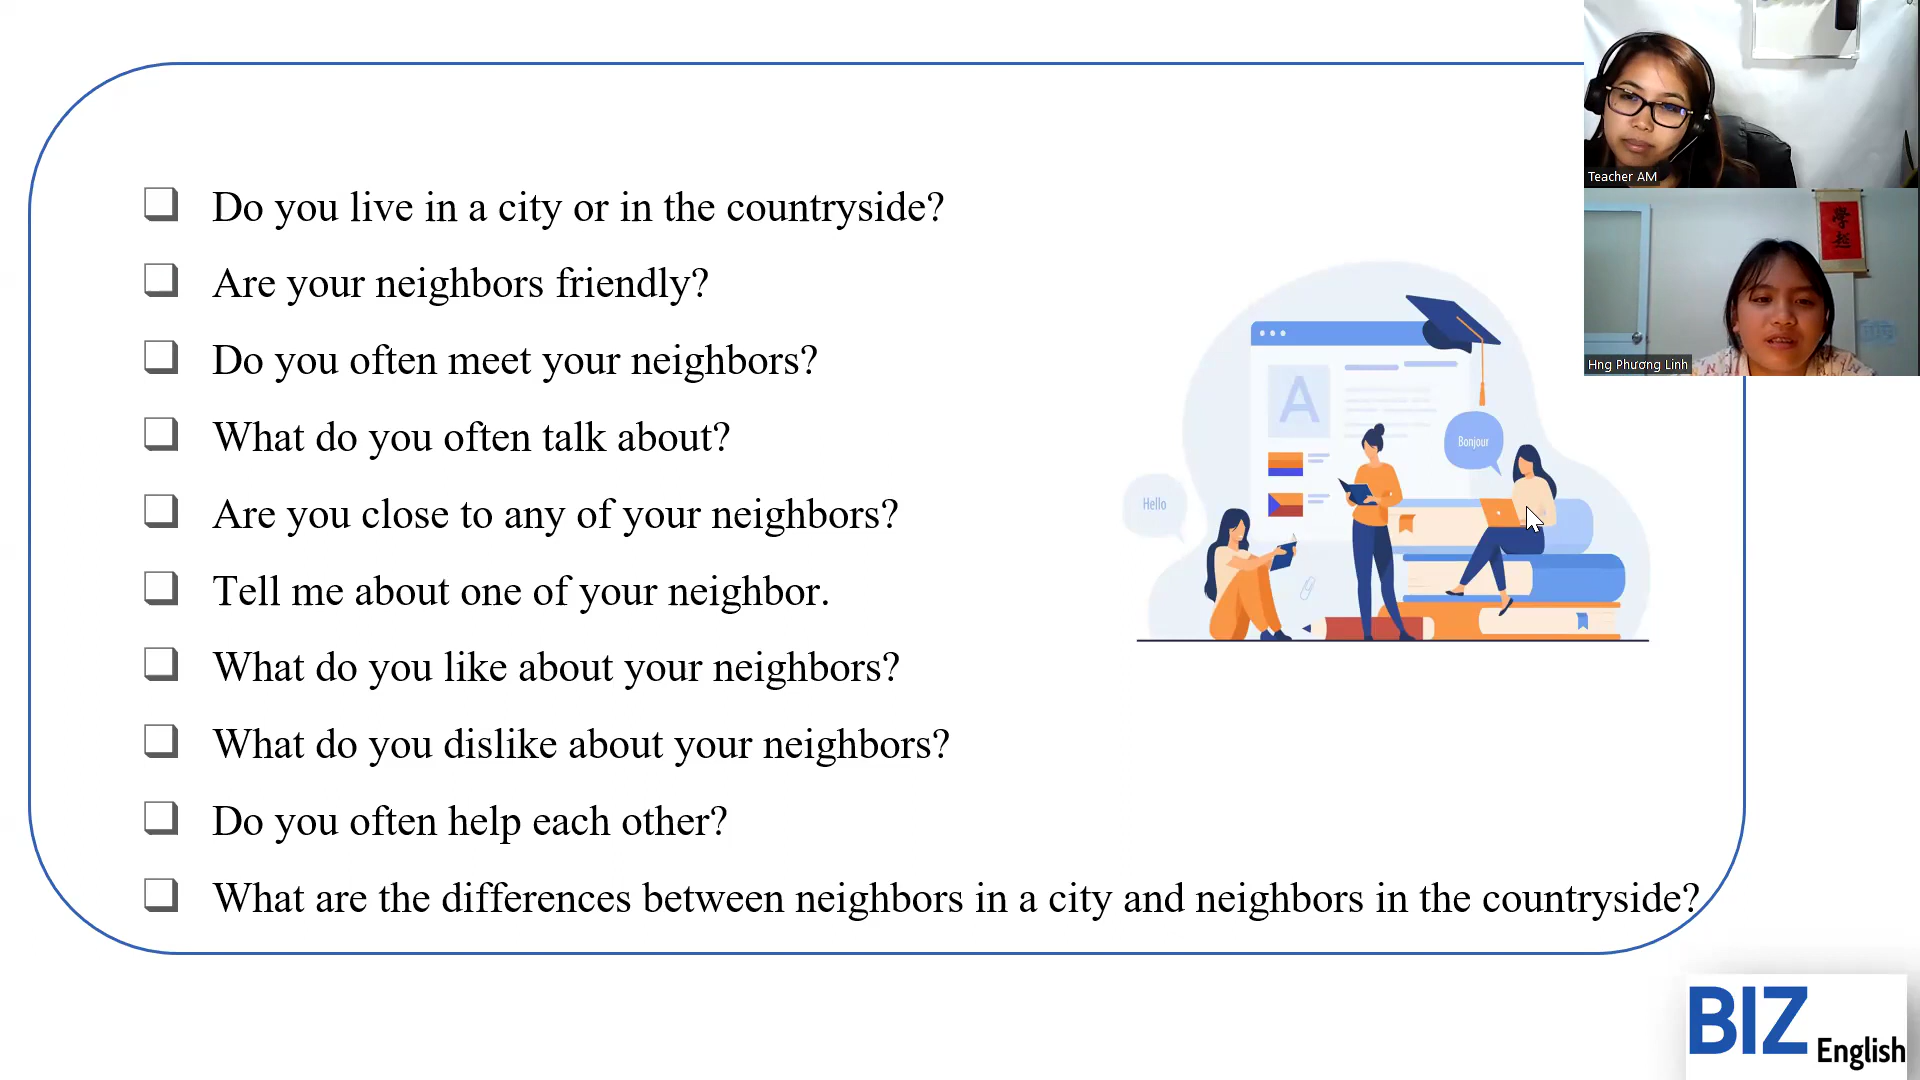 Do you live in a city or in the countryside?
Are your neighbors friendly?
Do you often meet your neighbors?
What do you often talk about?
Are you close to any of your neighbors?
Tell me about one of your neighbor.
What do you like about your neighbors?
What do you dislike about your neighbors?
Do you often help each other?
What are the differences between neighbors in a city and neighbors in the countryside?
A
Hello
Bonjour
Teacher AM
Hng Phương Linh
學
BIZ English